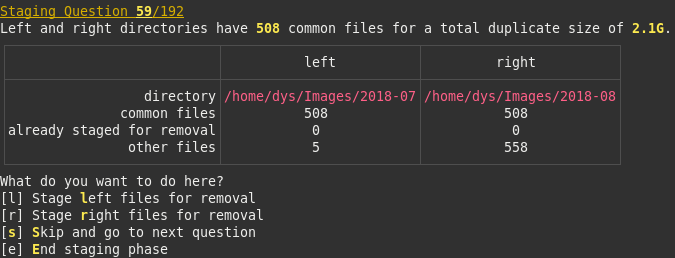 Staging Question 59/192
Left and right directories have 508 common files for a total duplicate size of 2.1G.
left right
directory /home/dys/Images/2018-07 /home/dys/Images/2018-08
common files 508 508
already staged for removal 0 0
other files 5 558
What do you want to do here?
[l] Stage left files for removal
[r] Stage right files for removal
[s] Skip and go to next question
[e] End staging phase